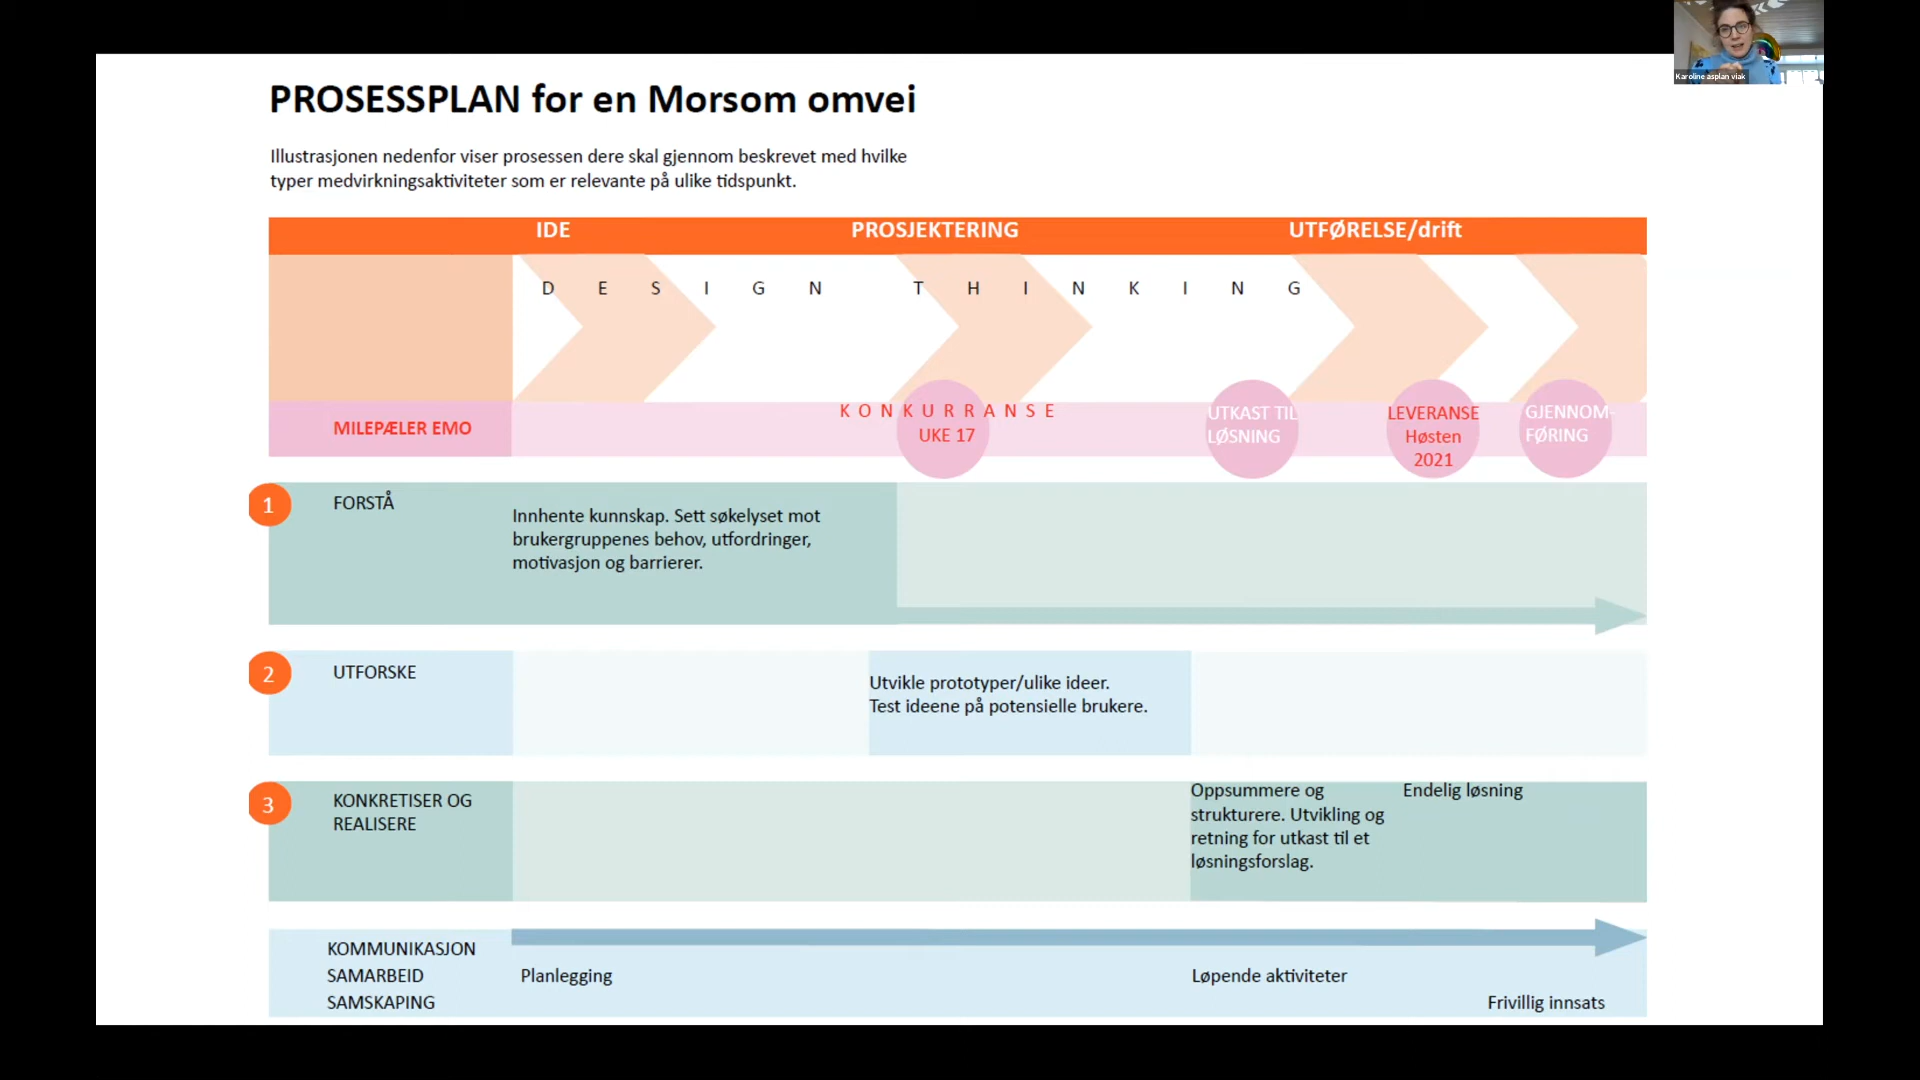 Karoline asplan viak
PROSESSPLAN for en Morsom omvei
Illustrasjonen nedenfor viser prosessen dere skal gjennom beskrevet med hvilke
typer medvirkningsaktiviteter som er relevante på ulike tidspunkt.
IDE
PROSJEKTERING
UTFØRELSE/drift
DESIGN THINKING
MILEPÆLER EMO
KONKURRANSE
UKE 17
UTKAST TIL
LØSNING
LEVERANSE
Høsten
2021
GJENNOM-
FØRING
1
FORSTÅ
Innhente kunnskap. Sett søkelyset mot
brukergruppenes behov, utfordringer,
motivasjon og barrierer.
2
UTFORSKE
Utvikle prototyper/ulike ideer.
Test ideene på potensielle brukere.
3
KONKRETISER OG
REALISERE
Oppsummere og
strukturere. Utvikling og
retning for utkast til et
løsningsforslag.
Endelig løsning
KOMMUNIKASJON
SAMARBEID
SAMSKAPING
Planlegging
Løpende aktiviteter
Frivillig innsats